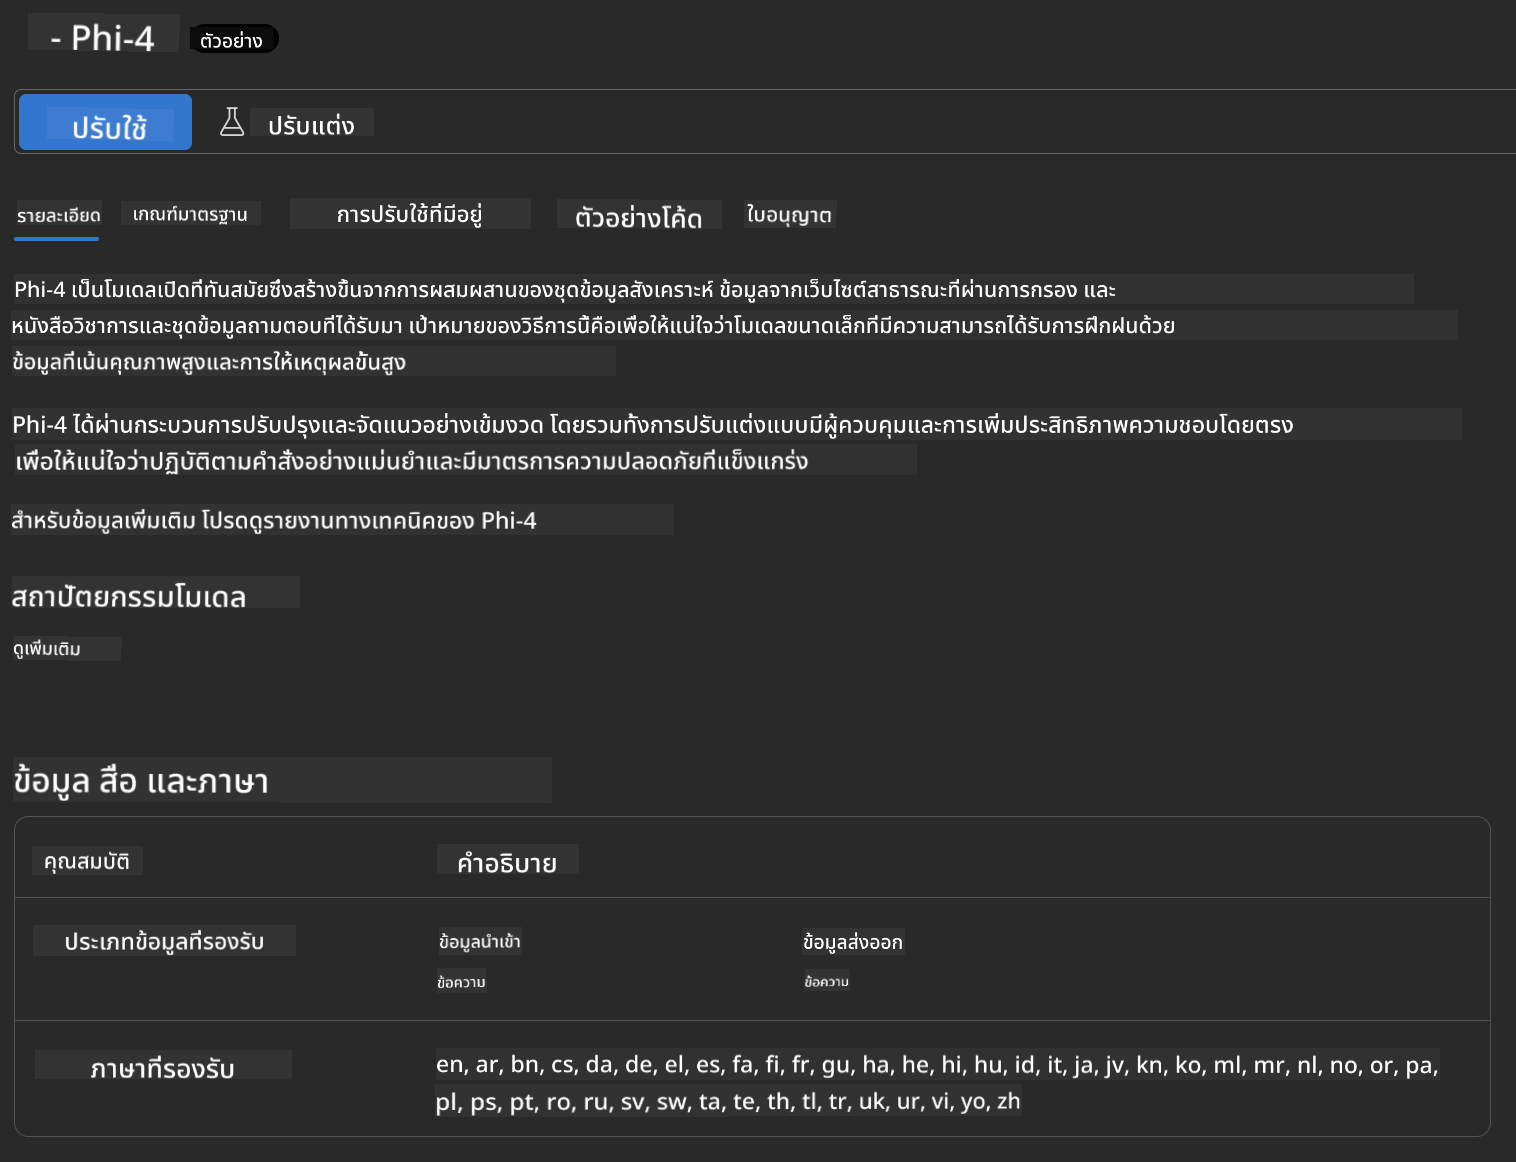 - Phi-4 ตัวอย่าง
ปรับใช้ ปรับแต่ง
รายละเอียด เกณฑ์มาตรฐาน การปรับใช้ที่มีอยู่ ตัวอย่างโค้ด ใบอนุญาต
Phi-4 เป็นโมเดลเปิดที่ทันสมัยซึ่งสร้างขึ้นจากการผสมผสานของชุดข้อมูลสังเคราะห์ ข้อมูลจากเว็บไซต์สาธารณะที่ผ่านการกรอง และ
หนังสือวิชาการและชุดข้อมูลถามตอบที่ได้รับมา เป้าหมายของวิธีการนี้คือเพื่อให้แน่ใจว่าโมเดลขนาดเล็กที่มีความสามารถได้รับการฝึกฝนด้วย
ข้อมูลที่เน้นคุณภาพสูงและการให้เหตุผลขั้นสูง
Phi-4 ได้ผ่านกระบวนการปรับปรุงและจัดแนวอย่างเข้มงวด โดยรวมทั้งการปรับแต่งแบบมีผู้ควบคุมและการเพิ่มประสิทธิภาพความชอบโดยตรง
เพื่อให้แน่ใจว่าปฏิบัติตามคำสั่งอย่างแม่นยำและมีมาตรการความปลอดภัยที่แข็งแกร่ง
สำหรับข้อมูลเพิ่มเติม โปรดดูรายงานทางเทคนิคของ Phi-4
สถาปัตยกรรมโมเดล
ดูเพิ่มเติม
ข้อมูล สื่อ และภาษา
คุณสมบัติ คำอธิบาย
ประเภทข้อมูลที่รองรับ ข้อมูลนำเข้า ข้อมูลส่งออก
ข้อความ ข้อความ
ภาษาที่รองรับ en, ar, bn, cs, da, de, el, es, fa, fi, fr, gu, ha, he, hi, hu, id, it, ja, jv, kn, ko, ml, mr, nl, no, or, pa,
pl, ps, pt, ro, ru, sv, sw, ta, te, th, tl, tr, uk, ur, vi, yo, zh